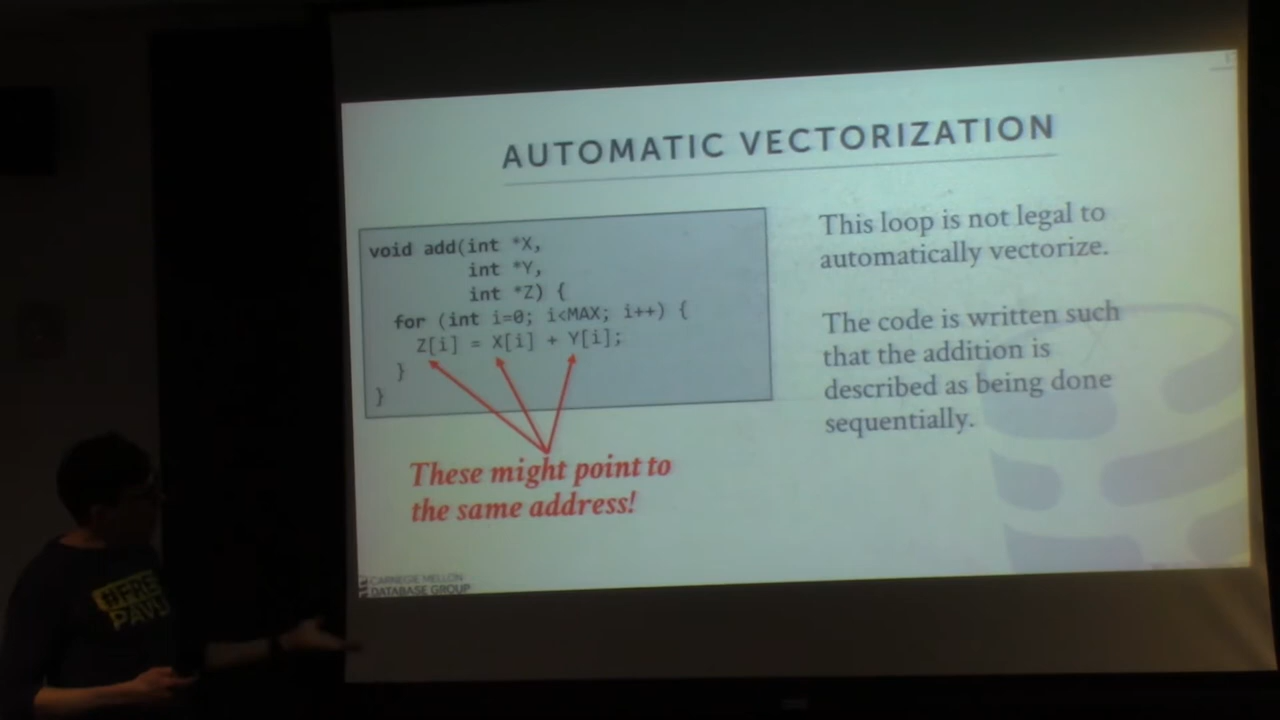 AUTOMATIC VECTORIZATION
void add(int *X,
int *Y,
int *Z) {
for (int i=0; i<MAX; i++) {
Z[i] = X[i] + Y[i];
}
}
These might point to
the same address!
This loop is not legal to
automatically vectorize.
The code is written such
that the addition is
described as being done
sequentially.
CARNEGIE MELLON
DATABASE GROUP
#FREE